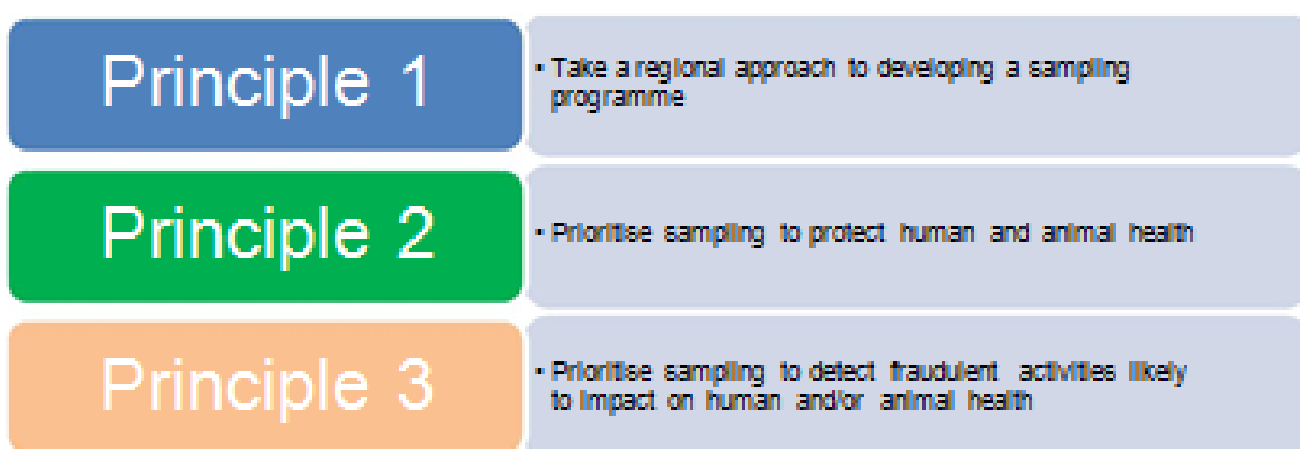 Principle 1
• Take a regional approach to developing a sampling
programme
Principle 2
• Prioritise sampling to protect human and animal health
Principle 3
• Prioritise sampling to detect fraudulent activities likely
to impact on human and/or animal health